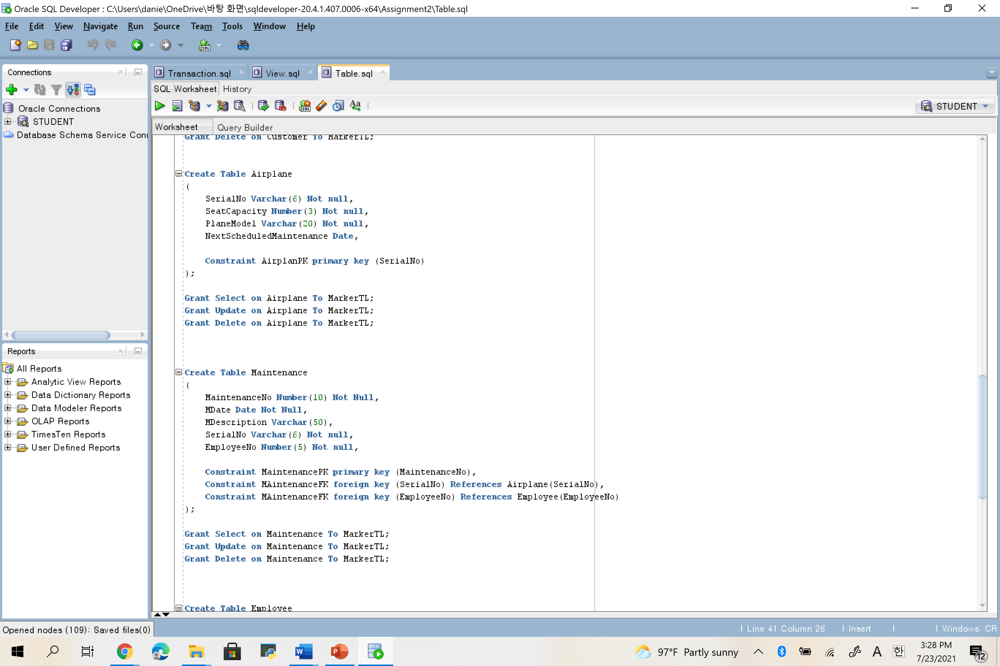 Oracle SQL Developer : C:\Users\danie\OneDrive\바탕 화면\sqldeveloper-20.4.1.407.0006-x64\Assignment2\Table.sql
File Edit View Navigate Run Source Team Tools Window Help
SQL
Connections
Oracle Connections
STUDENT
Database Schema Service Conn
Reports
All Reports
Analytic View Reports
Data Dictionary Reports
Data Modeler Reports
OLAP Reports
TimesTen Reports
User Defined Reports
Transaction.sql View.sql Table.sql
SQL Worksheet History
SQL Aa STUDENT
Worksheet Query Builder
Grant Delete on Customer To MarkerTL;
Create Table Airplane
(
SerialNo Varchar(6) Not null,
SeatCapacity Number(3) Not null,
PlaneModel Varchar(20) Not null,
NextScheduledMaintenance Date,
Constraint AirplanPK primary key (SerialNo)
);
Grant Select on Airplane To MarkerTL;
Grant Update on Airplane To MarkerTL;
Grant Delete on Airplane To MarkerTL;
Create Table Maintenance
(
MaintenanceNo Number(10) Not Null,
MDate Date Not Null,
MDescription Varchar(50),
SerialNo Varchar(6) Not null,
EmployeeNo Number(5) Not null,
Constraint MaintenancePK primary key (MaintenanceNo),
Constraint MAintenanceFK foreign key (SerialNo) References Airplane(SerialNo),
Constraint MAintenanceFK foreign key (EmployeeNo) References Employee(EmployeeNo)
);
Grant Select on Maintenance To MarkerTL;
Grant Update on Maintenance To MarkerTL;
Grant Delete on Maintenance To MarkerTL;
Create Table Employee
Opened nodes (109); Saved files(0)
Line 41 Column 26 Insert Windows: CR
97°F Partly sunny A 한 3:28 PM
7/23/2021 12